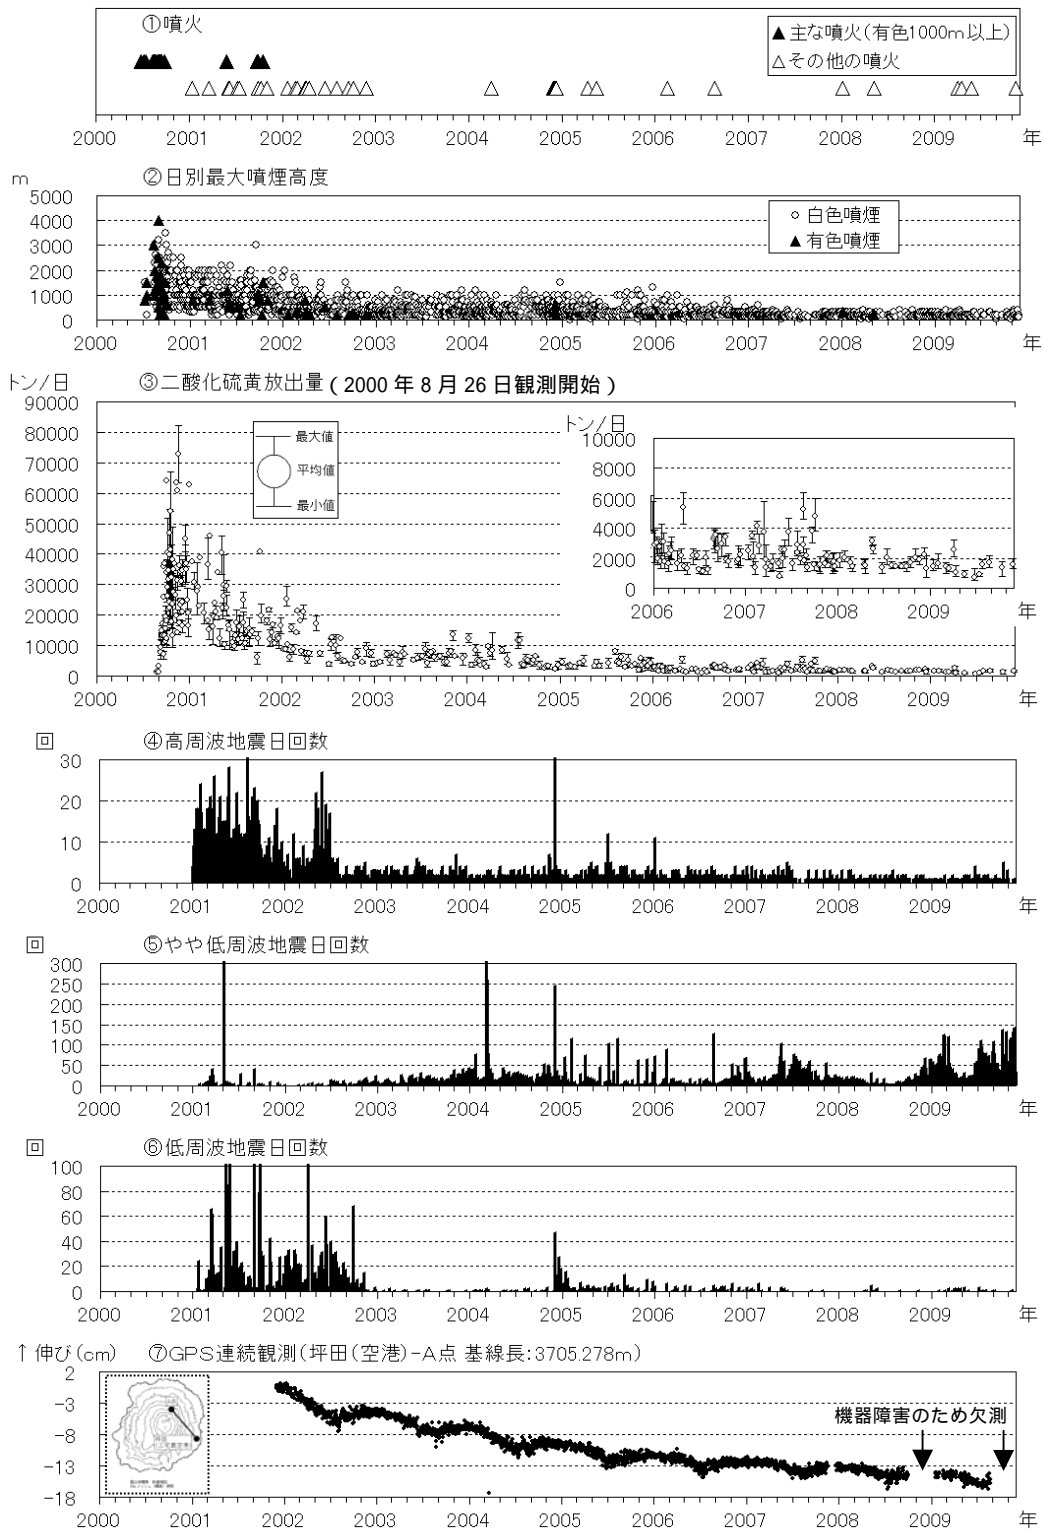 ①噴火
▲主な噴火(有色1000m以上)
△その他の噴火
2000 2001 2002 2003 2004 2005 2006 2007 2008 2009 年
m ②日別最大噴煙高度
5000
4000
3000
2000
1000
0
○ 白色噴煙
▲ 有色噴煙
2000 2001 2002 2003 2004 2005 2006 2007 2008 2009 年
トン/日 ③二酸化硫黄放出量(2000年8月26日観測開始)
90000
80000
70000
60000
50000
40000
30000
20000
10000
0
最大値
平均値
最小値
トン/日
10000
8000
6000
4000
2000
0
2006 2007 2008 2009 年
2000 2001 2002 2003 2004 2005 2006 2007 2008 2009 年
回 ④高周波地震日回数
30
20
10
0
2000 2001 2002 2003 2004 2005 2006 2007 2008 2009 年
回 ⑤やや低周波地震日回数
300
250
200
150
100
50
0
2000 2001 2002 2003 2004 2005 2006 2007 2008 2009 年
回 ⑥低周波地震日回数
100
80
60
40
20
0
2000 2001 2002 2003 2004 2005 2006 2007 2008 2009 年
↑伸び(cm) ⑦GPS連続観測(坪田(空港)-A点 基線長:3705.278m)
2
-3
-8
-13
-18
機器障害のため欠測
2000 2001 2002 2003 2004 2005 2006 2007 2008 2009 年